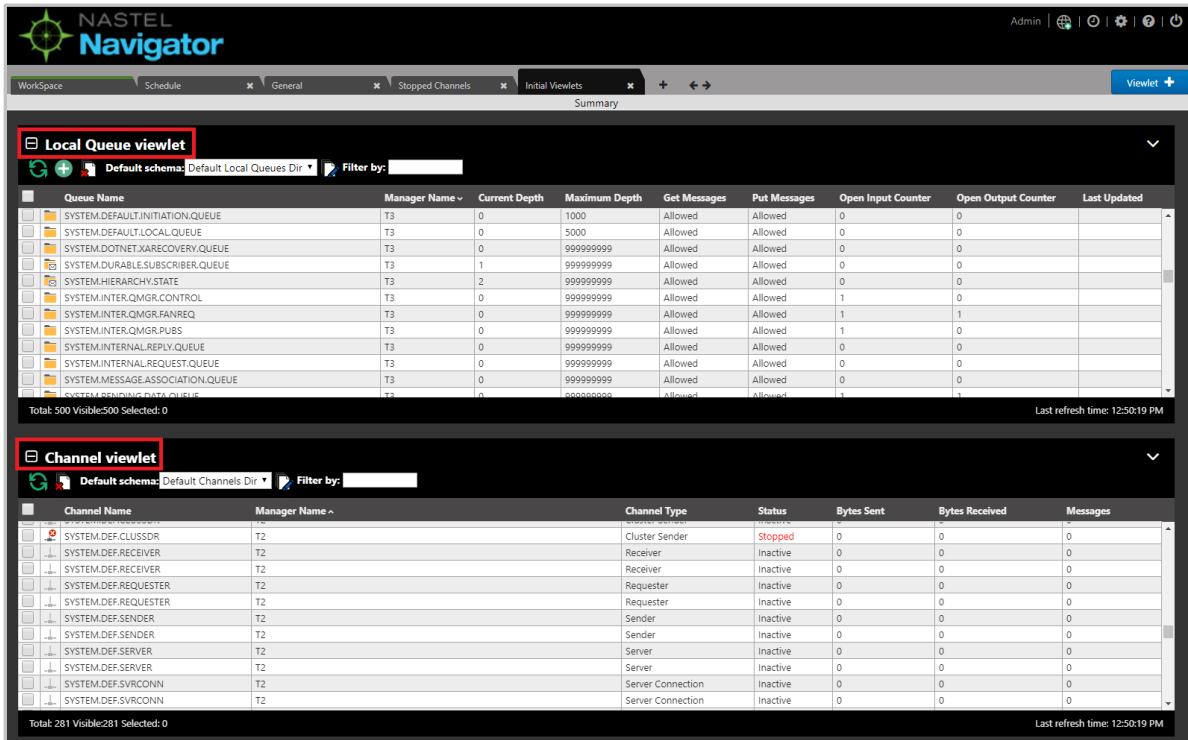 NASTEL
Navigator
Admin
WorkSpace Schedule General Stopped Channels Initial Viewlets Viewlet
Summary
Local Queue viewlet
Default schema: Default Local Queues Dir Filter by:
Queue Name Manager Name Current Depth Maximum Depth Get Messages Put Messages Open Input Counter Open Output Counter Last Updated
SYSTEM.DEFAULT.INITIATION.QUEUE T3 0 1000 Allowed Allowed 0 0
SYSTEM.DEFAULT.LOCAL.QUEUE T3 0 5000 Allowed Allowed 0 0
SYSTEM.DOTNET.XARECOVERY.QUEUE T3 0 999999999 Allowed Allowed 0 0
SYSTEM.DURABLE.SUBSCRIBER.QUEUE T3 1 999999999 Allowed Allowed 0 0
SYSTEM.HIERARCHY.STATE T3 2 999999999 Allowed Allowed 0 0
SYSTEM.INTER.QMGR.CONTROL T3 0 999999999 Allowed Allowed 1 0
SYSTEM.INTER.QMGR.FANREQ T3 0 999999999 Allowed Allowed 1 1
SYSTEM.INTER.QMGR.PUBS T3 0 999999999 Allowed Allowed 1 0
SYSTEM.INTERNAL.REPLY.QUEUE T3 0 999999999 Allowed Allowed 0 0
SYSTEM.INTERNAL.REQUEST.QUEUE T3 0 999999999 Allowed Allowed 0 0
SYSTEM.MESSAGE.ASSOCIATION.QUEUE T3 0 999999999 Allowed Allowed 0 0
SYSTEM.PENDING.DATA.QUEUE T3 0 999999999 Allowed Allowed 1 1
Total: 500 Visible:500 Selected: 0 Last refresh time: 12:50:19 PM
Channel viewlet
Default schema: Default Channels Dir Filter by:
Channel Name Manager Name Channel Type Status Bytes Sent Bytes Received Messages
Cluster Sender Inactive
SYSTEM.DEF.CLUSSDR T2 Cluster Sender Stopped 0 0 0
SYSTEM.DEF.RECEIVER T2 Receiver Inactive 0 0 0
SYSTEM.DEF.RECEIVER T2 Receiver Inactive 0 0 0
SYSTEM.DEF.REQUESTER T2 Requester Inactive 0 0 0
SYSTEM.DEF.REQUESTER T2 Requester Inactive 0 0 0
SYSTEM.DEF.SENDER T2 Sender Inactive 0 0 0
SYSTEM.DEF.SENDER T2 Sender Inactive 0 0 0
SYSTEM.DEF.SERVER T2 Server Inactive 0 0 0
SYSTEM.DEF.SERVER T2 Server Inactive 0 0 0
SYSTEM.DEF.SVRCONN T2 Server Connection Inactive 0 0 0
SYSTEM.DEF.SVRCONN T2 Server Connection Inactive 0 0 0
Total: 281 Visible:281 Selected: 0 Last refresh time: 12:50:19 PM